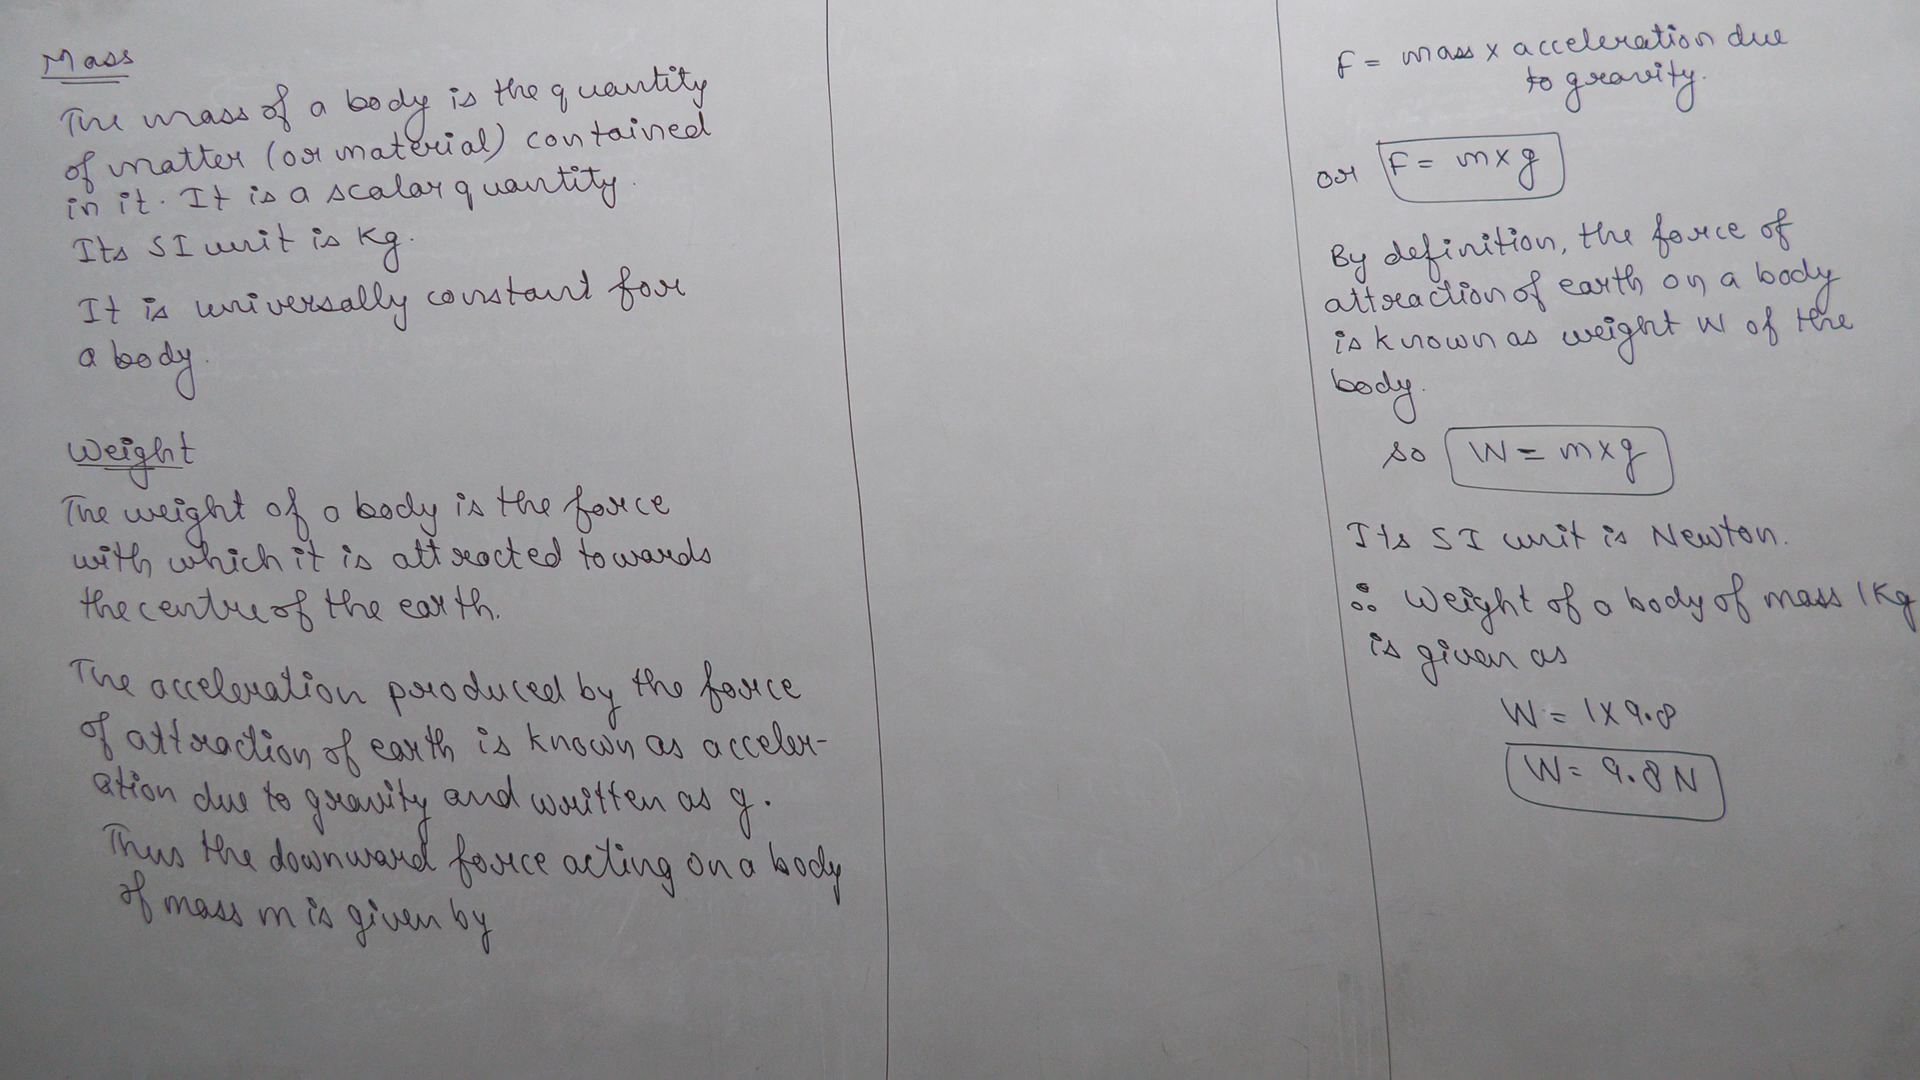 Mass
The mass of a body is the quantity
of matter (or material) contained
in it. It is a scalar quantity.
Its SI unit is Kg.
It is universally constant for
a body.
Weight
The weight of a body is the force
with which it is attracted towards
the centre of the earth.
The acceleration produced by the force
of attraction of earth is known as acceler-
ation due to gravity and written as g.
Thus the downward force acting on a body
of mass m is given by
F = mass x acceleration due
to gravity.
or F = m x g
By definition, the force of
attraction of earth on a body
is known as weight W of the
body.
so W = m x g
Its SI unit is Newton.
∴ Weight of a body of mass 1 Kg
is given as
W = 1 x 9.8
W = 9.8 N